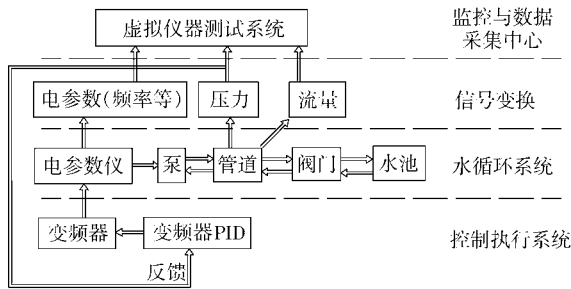 虚拟仪器测试系统
监控与数据
采集中心
电参数(频率等)
压力
流量
信号变换
电参数仪
泵
管道
阀门
水池
水循环系统
变频器
变频器PID
控制执行系统
反馈